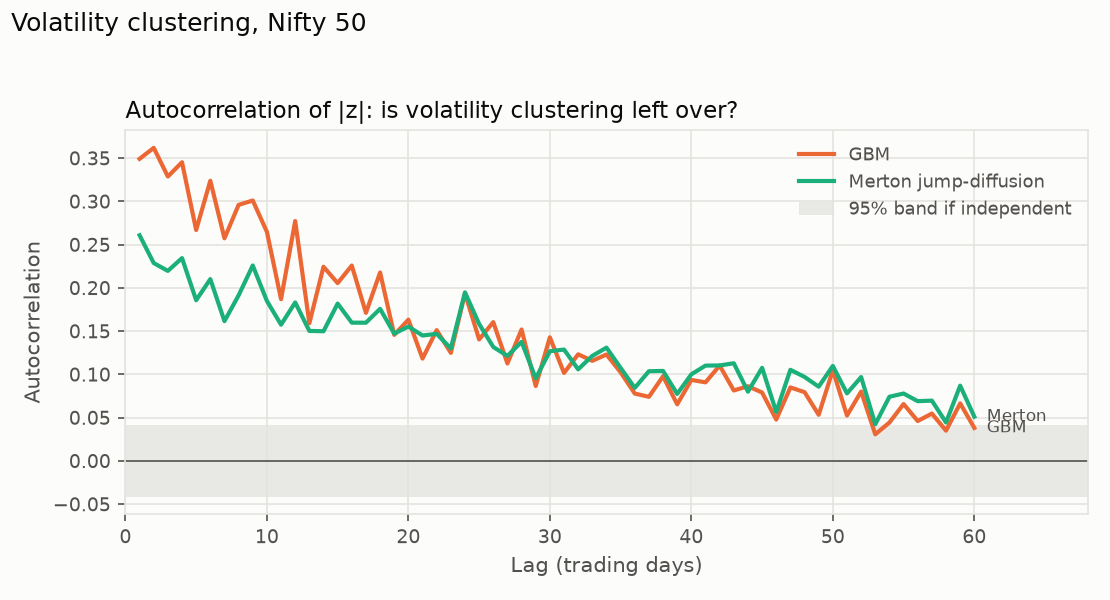 Volatility clustering, Nifty 50
Autocorrelation of |z|: is volatility clustering left over?
GBM
Merton jump-diffusion
95% band if independent
Autocorrelation
0.35
0.30
0.25
0.20
0.15
0.10
0.05
0.00
−0.05
Merton
GBM
0 10 20 30 40 50 60
Lag (trading days)